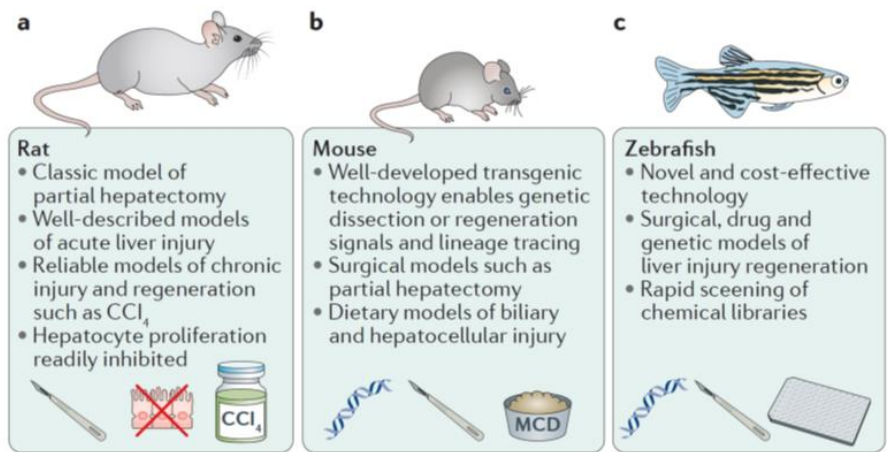 a
Rat
• Classic model of
partial hepatectomy
• Well-described models
of acute liver injury
• Reliable models of chronic
injury and regeneration
such as CCl₄
• Hepatocyte proliferation
readily inhibited
CCl₄
b
Mouse
• Well-developed transgenic
technology enables genetic
dissection or regeneration
signals and lineage tracing
• Surgical models such as
partial hepatectomy
• Dietary models of biliary
and hepatocellular injury
MCD
c
Zebrafish
• Novel and cost-effective
technology
• Surgical, drug and
genetic models of
liver injury regeneration
• Rapid sceening of
chemical libraries